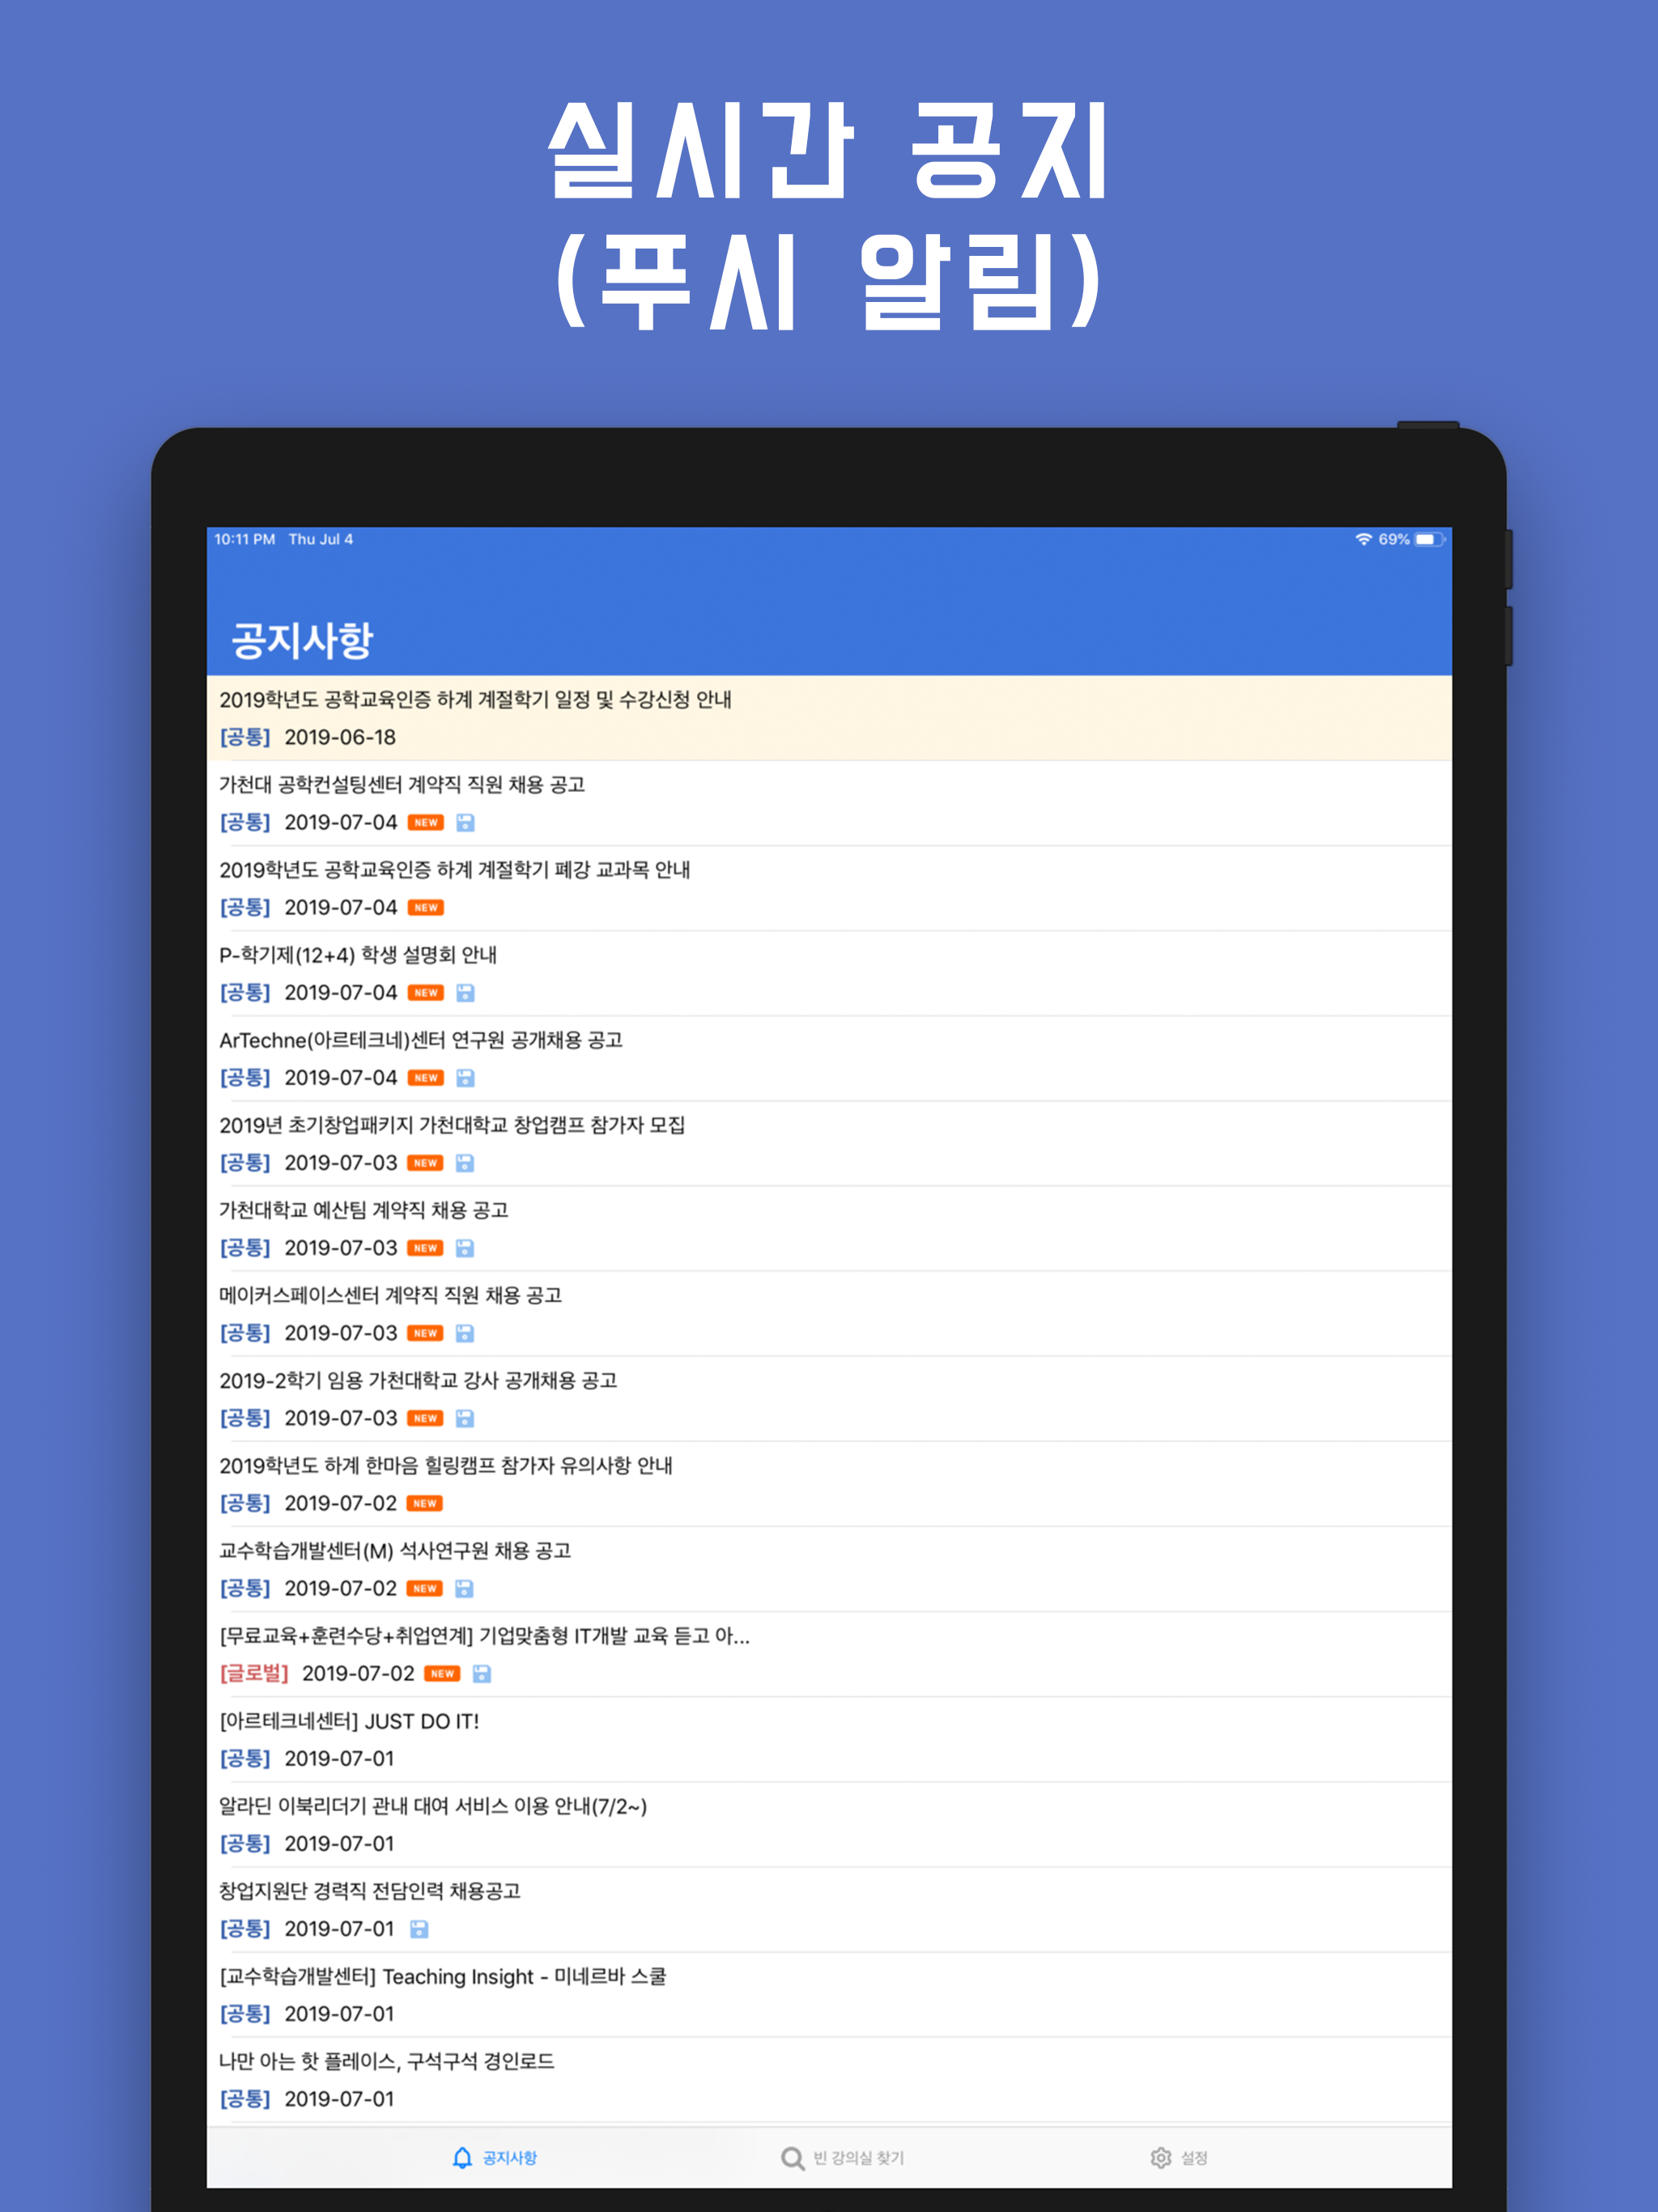 실시간 공지
(푸시 알림)
10:11 PM Thu Jul 4 69%
공지사항
2019학년도 공학교육인증 하계 계절학기 일정 및 수강신청 안내
[공통] 2019-06-18
가천대 공학컨설팅센터 계약직 직원 채용 공고
[공통] 2019-07-04 NEW
2019학년도 공학교육인증 하계 계절학기 폐강 교과목 안내
[공통] 2019-07-04 NEW
P-학기제(12+4) 학생 설명회 안내
[공통] 2019-07-04 NEW
ArTechne(아르테크네)센터 연구원 공개채용 공고
[공통] 2019-07-04 NEW
2019년 초기창업패키지 가천대학교 창업캠프 참가자 모집
[공통] 2019-07-03 NEW
가천대학교 예산팀 계약직 채용 공고
[공통] 2019-07-03 NEW
메이커스페이스센터 계약직 직원 채용 공고
[공통] 2019-07-03 NEW
2019-2학기 임용 가천대학교 강사 공개채용 공고
[공통] 2019-07-03 NEW
2019학년도 하계 한마음 힐링캠프 참가자 유의사항 안내
[공통] 2019-07-02 NEW
교수학습개발센터(M) 석사연구원 채용 공고
[공통] 2019-07-02 NEW
[무료교육+훈련수당+취업연계] 기업맞춤형 IT개발 교육 듣고 아...
[글로벌] 2019-07-02 NEW
[아르테크네센터] JUST DO IT!
[공통] 2019-07-01
알라딘 이북리더기 관내 대여 서비스 이용 안내(7/2~)
[공통] 2019-07-01
창업지원단 경력직 전담인력 채용공고
[공통] 2019-07-01
[교수학습개발센터] Teaching Insight - 미네르바 스쿨
[공통] 2019-07-01
나만 아는 핫 플레이스, 구석구석 경인로드
[공통] 2019-07-01
공지사항 빈 강의실 찾기 설정